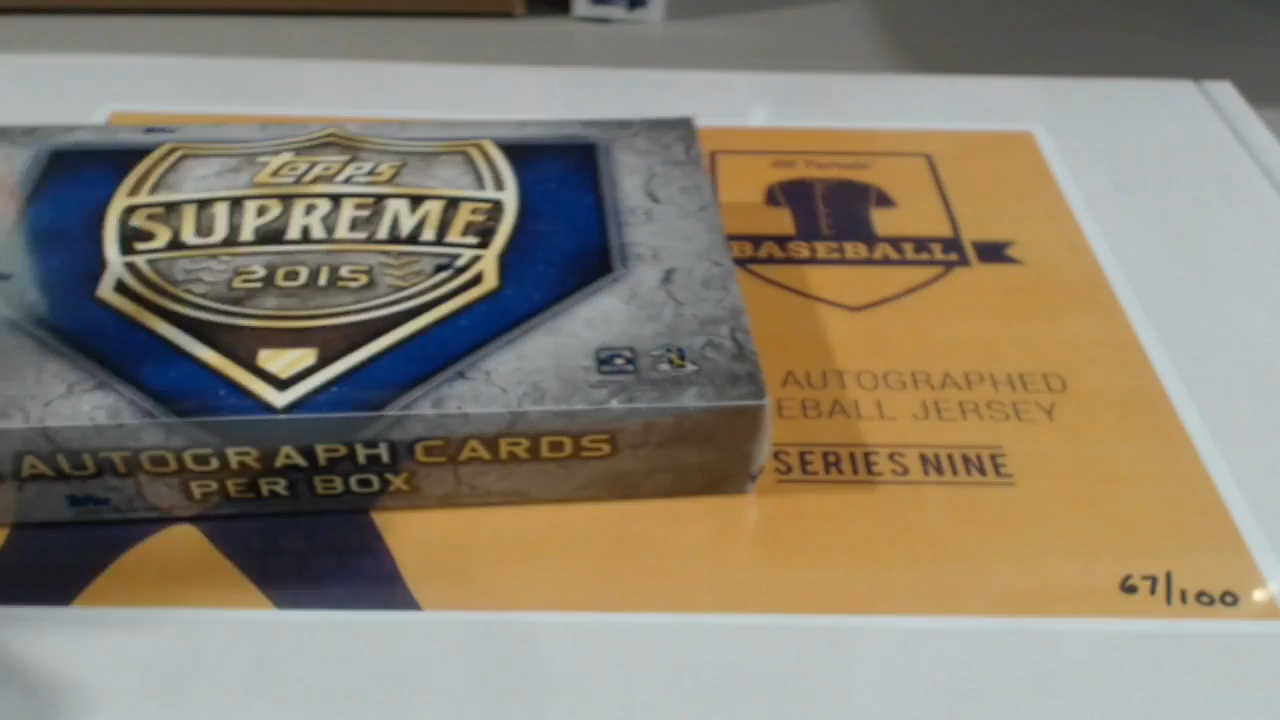 Topps
SUPREME
2015
AUTOGRAPH CARDS
PER BOX
BASEBALL
AUTOGRAPHED
EBALL JERSEY
SERIES NINE
67/100